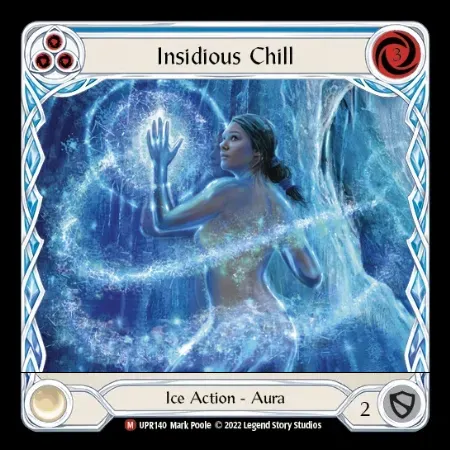 Insidious Chill
3
Ice Action - Aura
2
M UPR140 Mark Poole © 2022 Legend Story Studios